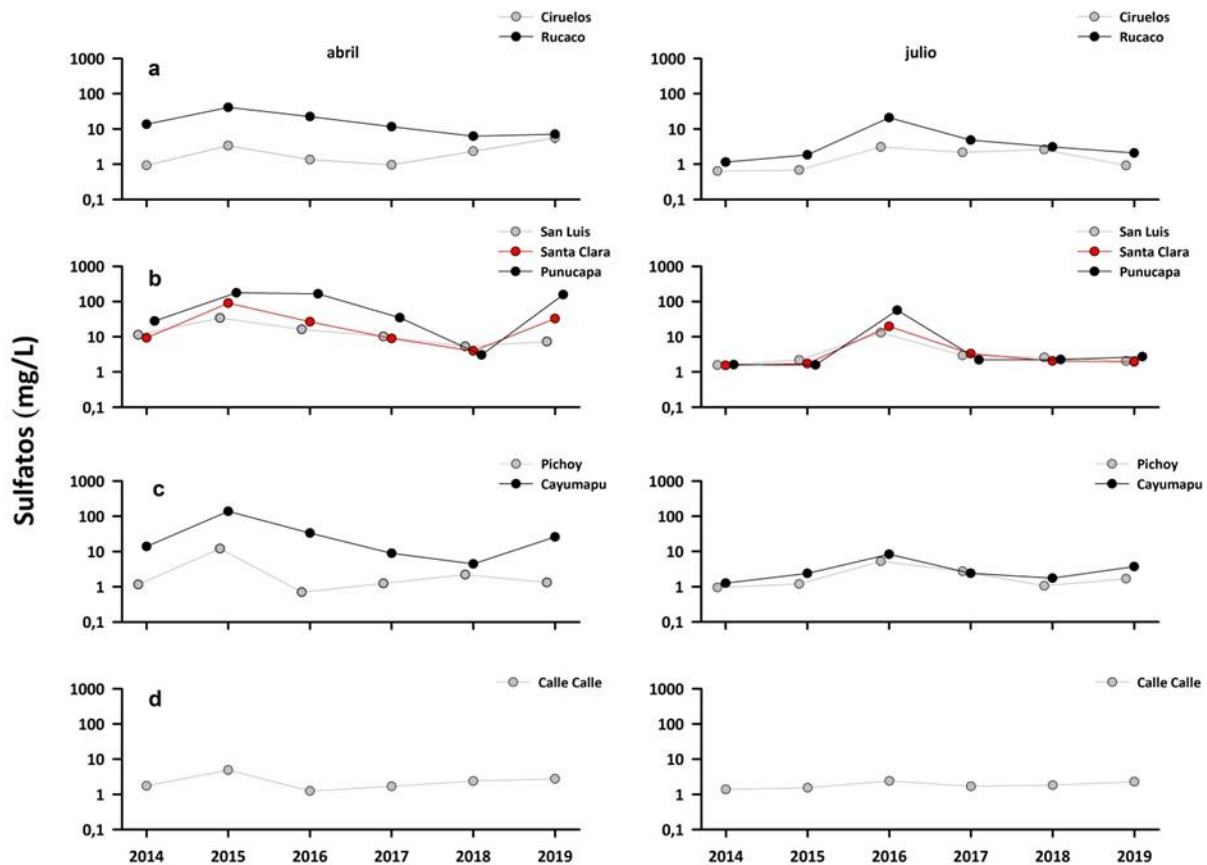 Ciruelos
Rucaco
Ciruelos
Rucaco
abril
julio
a
1000
100
10
1
0,1
1000
100
10
1
0,1
San Luis
Santa Clara
Punucapa
San Luis
Santa Clara
Punucapa
b
1000
100
10
1
0,1
1000
100
10
1
0,1
Sulfatos (mg/L)
Pichoy
Cayumapu
Pichoy
Cayumapu
c
1000
100
10
1
0,1
1000
100
10
1
0,1
Calle Calle
Calle Calle
d
1000
100
10
1
0,1
1000
100
10
1
0,1
2014 2015 2016 2017 2018 2019
2014 2015 2016 2017 2018 2019